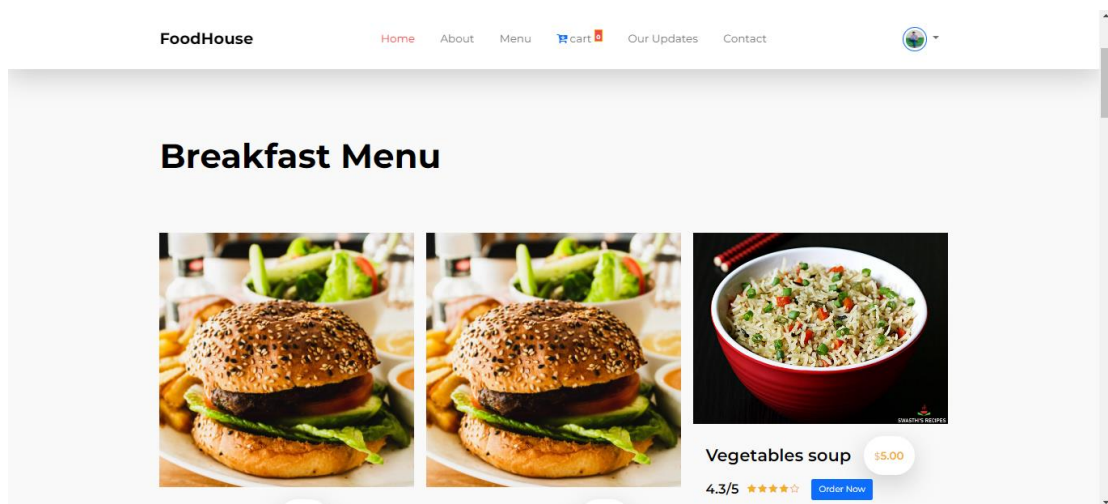 FoodHouse
Home About Menu cart 0 Our Updates Contact
Breakfast Menu
SWASTHI'S RECIPES
Vegetables soup $5.00
4.3/5 Order Now